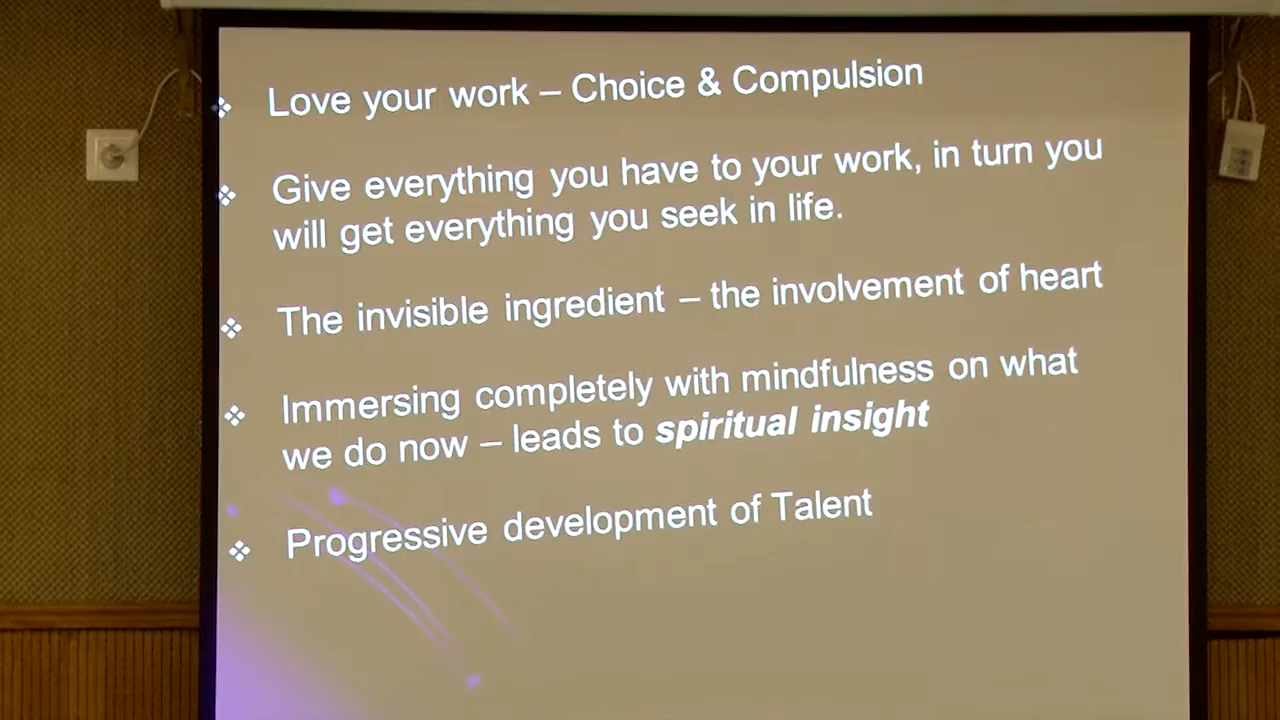 Love your work – Choice & Compulsion
Give everything you have to your work, in turn you
will get everything you seek in life.
The invisible ingredient – the involvement of heart
Immersing completely with mindfulness on what
we do now – leads to spiritual insight
Progressive development of Talent